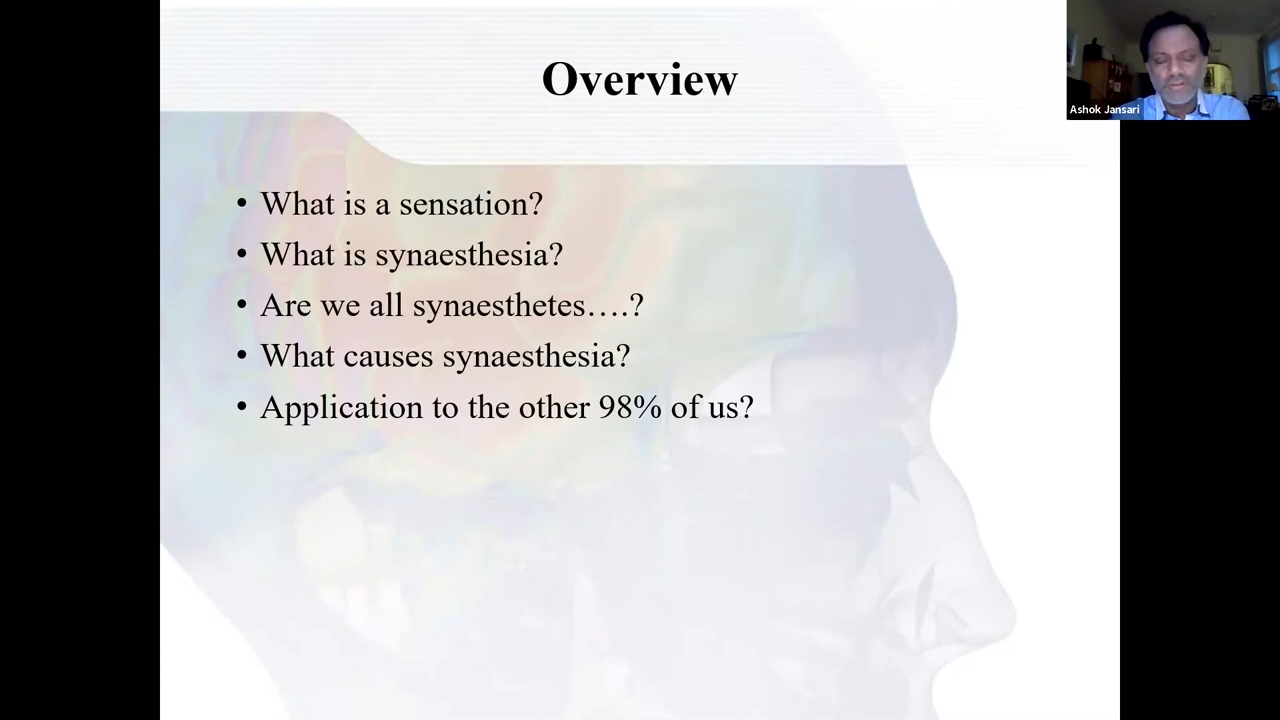 Overview
Ashok Jansari
• What is a sensation?
• What is synaesthesia?
• Are we all synaesthetes….?
• What causes synaesthesia?
• Application to the other 98% of us?